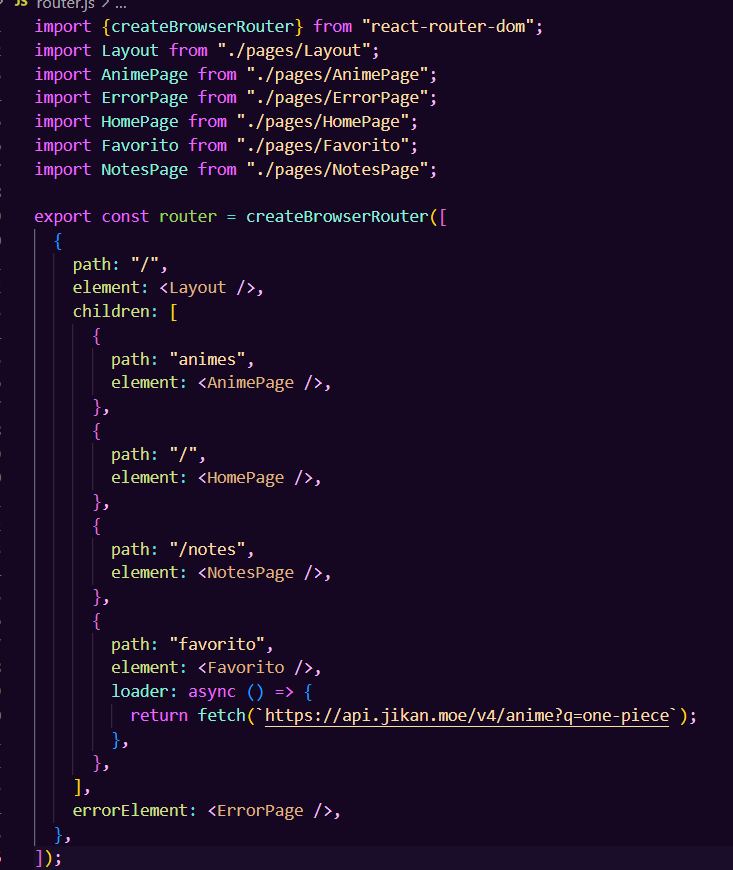 JS router.js > ...
import {createBrowserRouter} from "react-router-dom";
import Layout from "./pages/Layout";
import AnimePage from "./pages/AnimePage";
import ErrorPage from "./pages/ErrorPage";
import HomePage from "./pages/HomePage";
import Favorito from "./pages/Favorito";
import NotesPage from "./pages/NotesPage";

export const router = createBrowserRouter([
  {
    path: "/",
    element: <Layout />,
    children: [
      {
        path: "animes",
        element: <AnimePage />,
      },
      {
        path: "/",
        element: <HomePage />,
      },
      {
        path: "/notes",
        element: <NotesPage />,
      },
      {
        path: "favorito",
        element: <Favorito />,
        loader: async () => {
          return fetch(`https://api.jikan.moe/v4/anime?q=one-piece`);
        },
      },
    ],
    errorElement: <ErrorPage />,
  },
]);